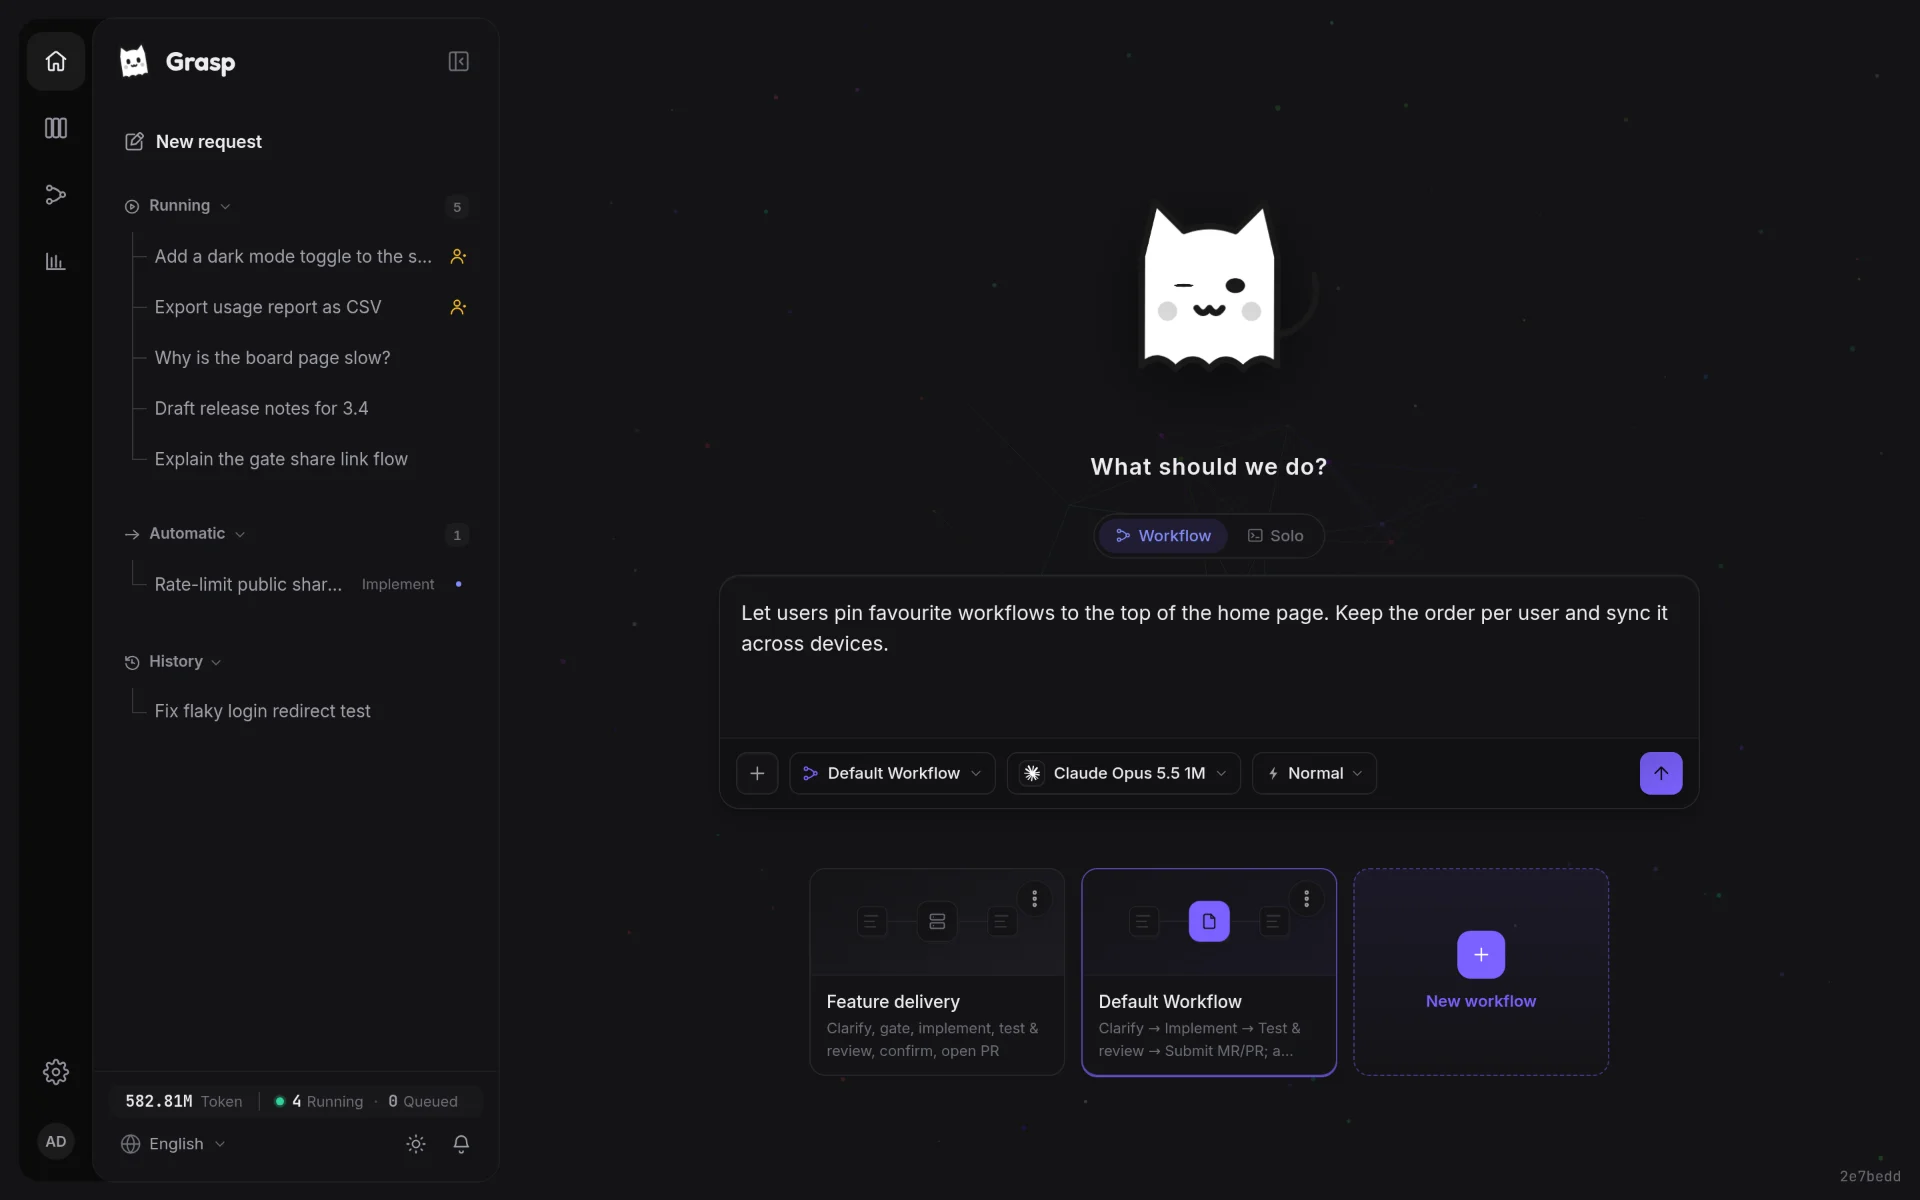 Grasp
New request
Running
5
Add a dark mode toggle to the s...
Export usage report as CSV
Why is the board page slow?
Draft release notes for 3.4
Explain the gate share link flow
Automatic
1
Rate-limit public shar... Implement
History
Fix flaky login redirect test
582.81M Token
4 Running · 0 Queued
English
AD
What should we do?
Workflow
Solo
Let users pin favourite workflows to the top of the home page. Keep the order per user and sync it
across devices.
Default Workflow
Claude Opus 5.5 1M
Normal
Feature delivery
Clarify, gate, implement, test &
review, confirm, open PR
Default Workflow
Clarify → Implement → Test &
review → Submit MR/PR; a...
New workflow
2e7bedd